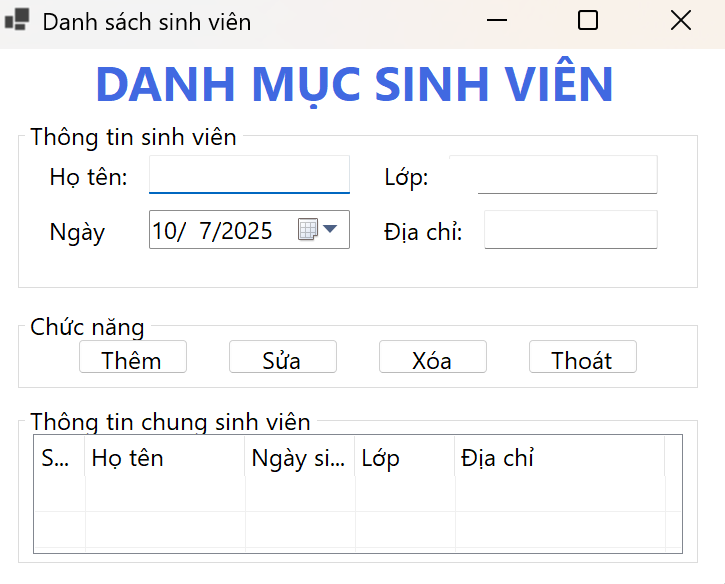 Danh sách sinh viên
DANH MỤC SINH VIÊN
Thông tin sinh viên
Họ tên: Lớp:
Ngày 10/ 7/2025 Địa chỉ:
Chức năng
Thêm Sửa Xóa Thoát
Thông tin chung sinh viên
S... Họ tên Ngày si... Lớp Địa chỉ